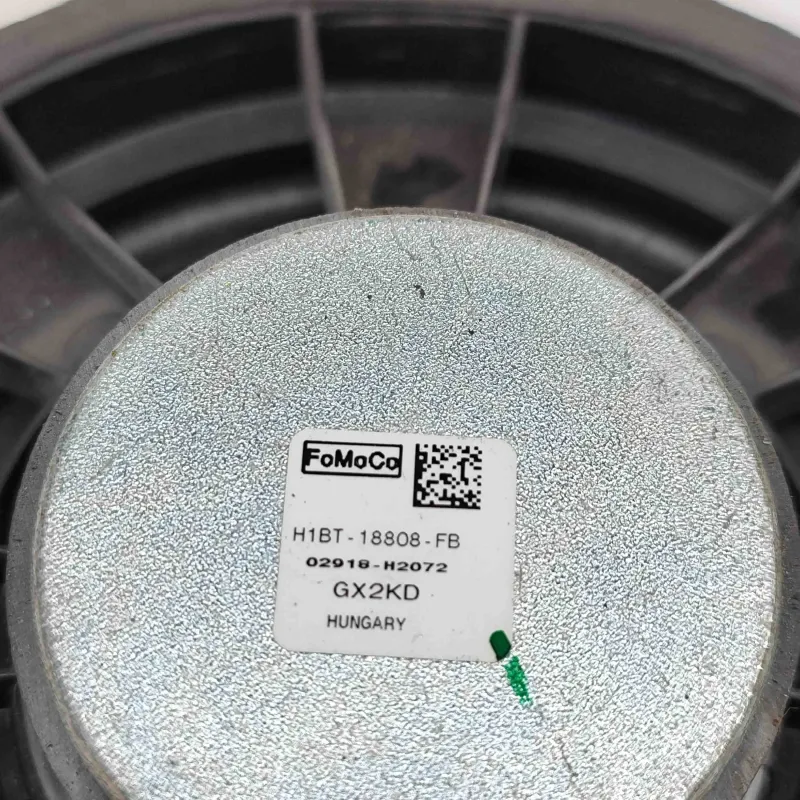 FoMoCo
H1BT-18808-FB
02918-H2072
GX2KD
HUNGARY